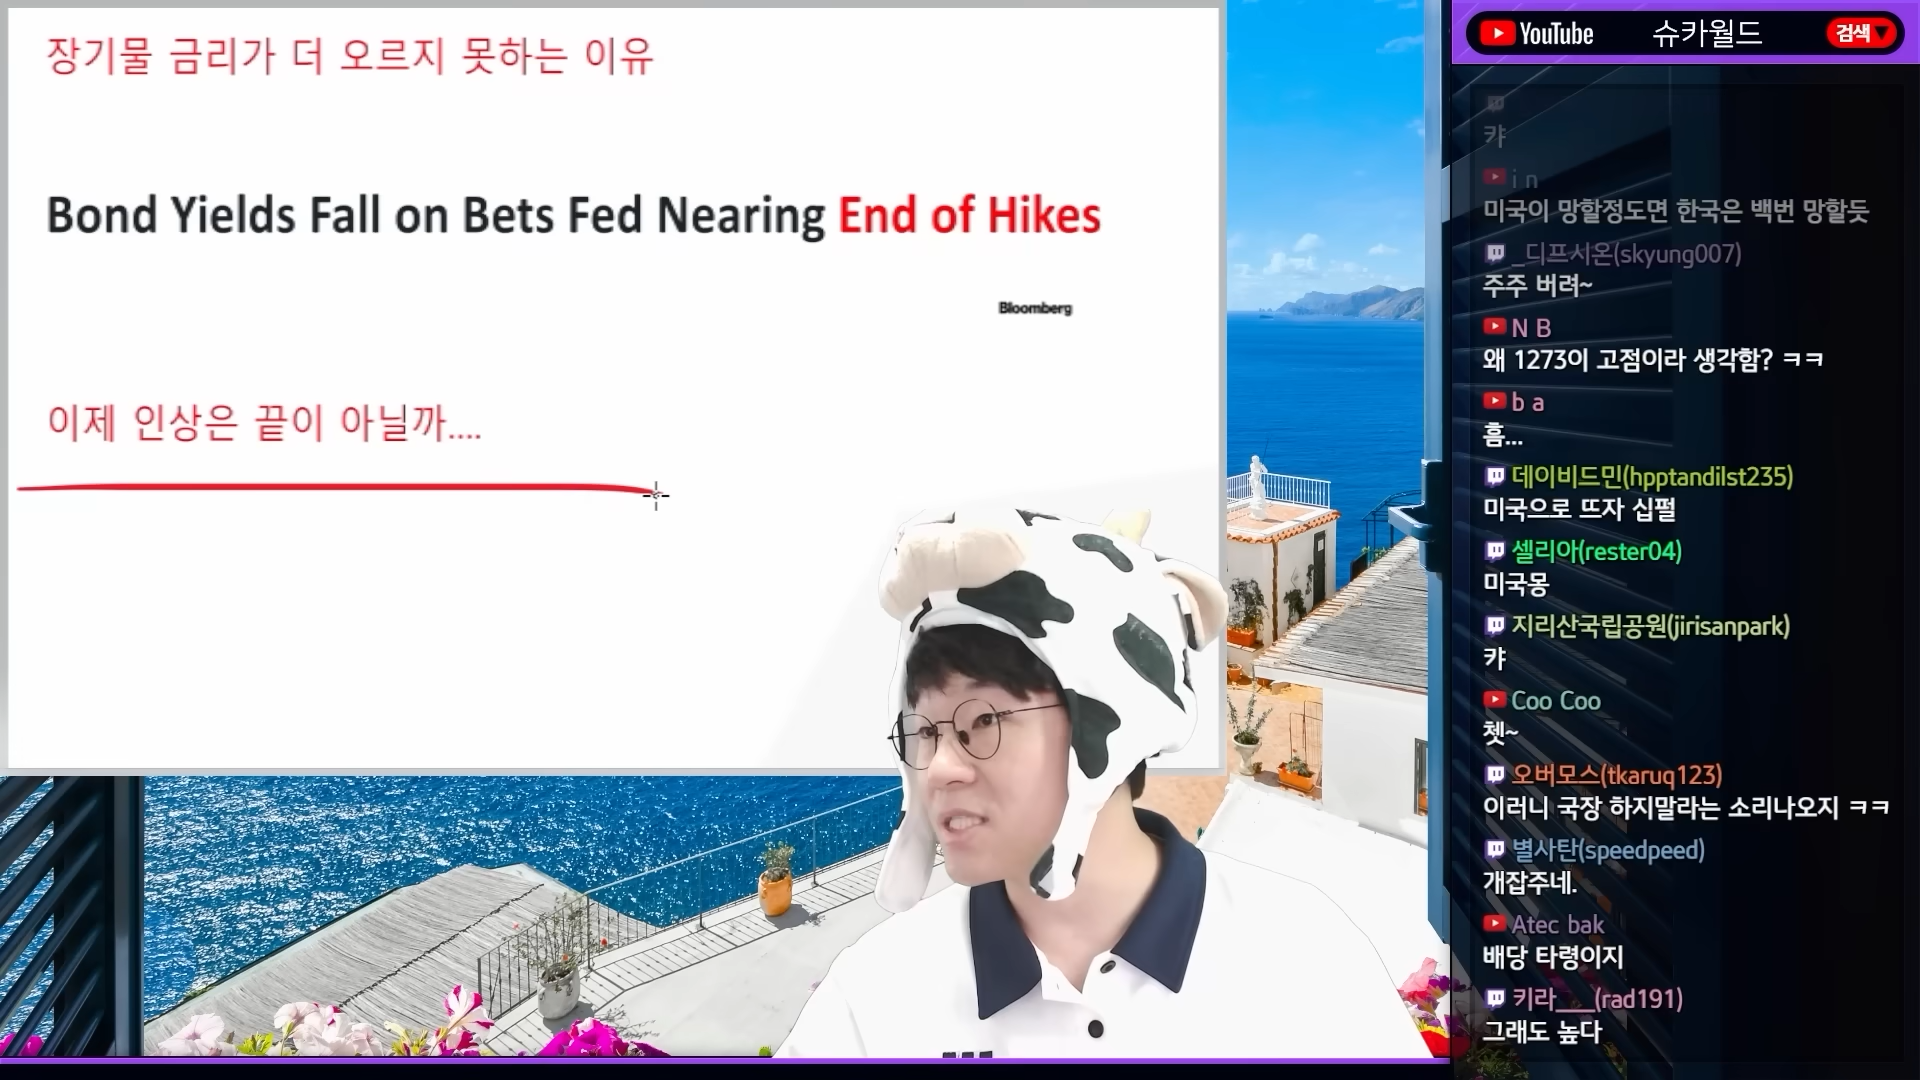 장기물 금리가 더 오르지 못하는 이유
Bond Yields Fall on Bets Fed Nearing End of Hikes
Bloomberg
이제 인상은 끝이 아닐까....
YouTube 슈카월드 검색
캬
in
미국이 망할정도면 한국은 백번 망할듯
_디프시온(skyung007)
주주 버려~
N B
왜 1273이 고점이라 생각함? ㅋㅋ
b a
흠...
데이비드민(hpptandilst235)
미국으로 뜨자 십펄
셀리아(rester04)
미국몽
지리산국립공원(jirisanpark)
캬
Coo Coo
쳇~
오버모스(tkaruq123)
이러니 국장 하지말라는 소리나오지 ㅋㅋ
별사탄(speedpeed)
개잡주네.
Atec bak
배당 타령이지
키라___(rad191)
그래도 높다